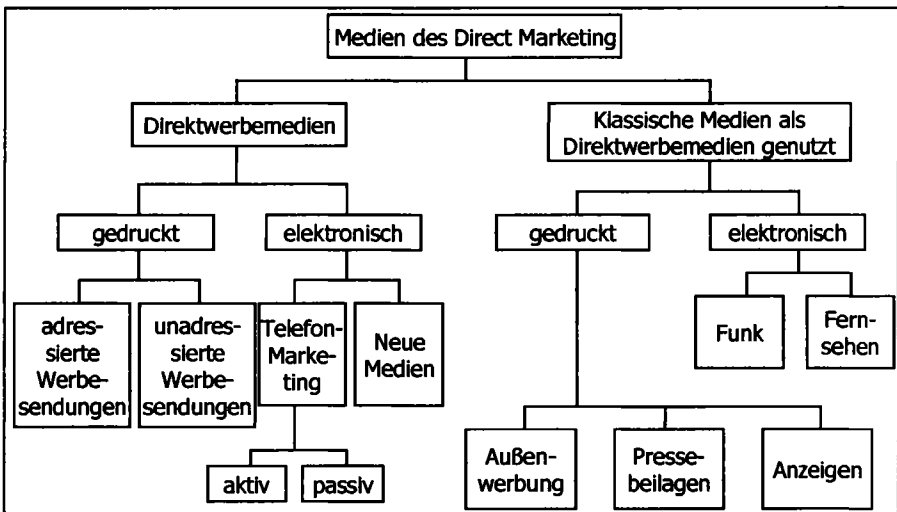 Medien des Direct Marketing
Direktwerbemedien
Klassische Medien als
Direktwerbemedien genutzt
gedruckt
elektronisch
gedruckt
elektronisch
adres-
sierte
Werbe-
sendungen
unadres-
sierte
Werbe-
sendungen
Telefon-
Marke-
ting
Neue
Medien
Funk
Fern-
sehen
aktiv
passiv
Außen-
werbung
Presse-
beilagen
Anzeigen